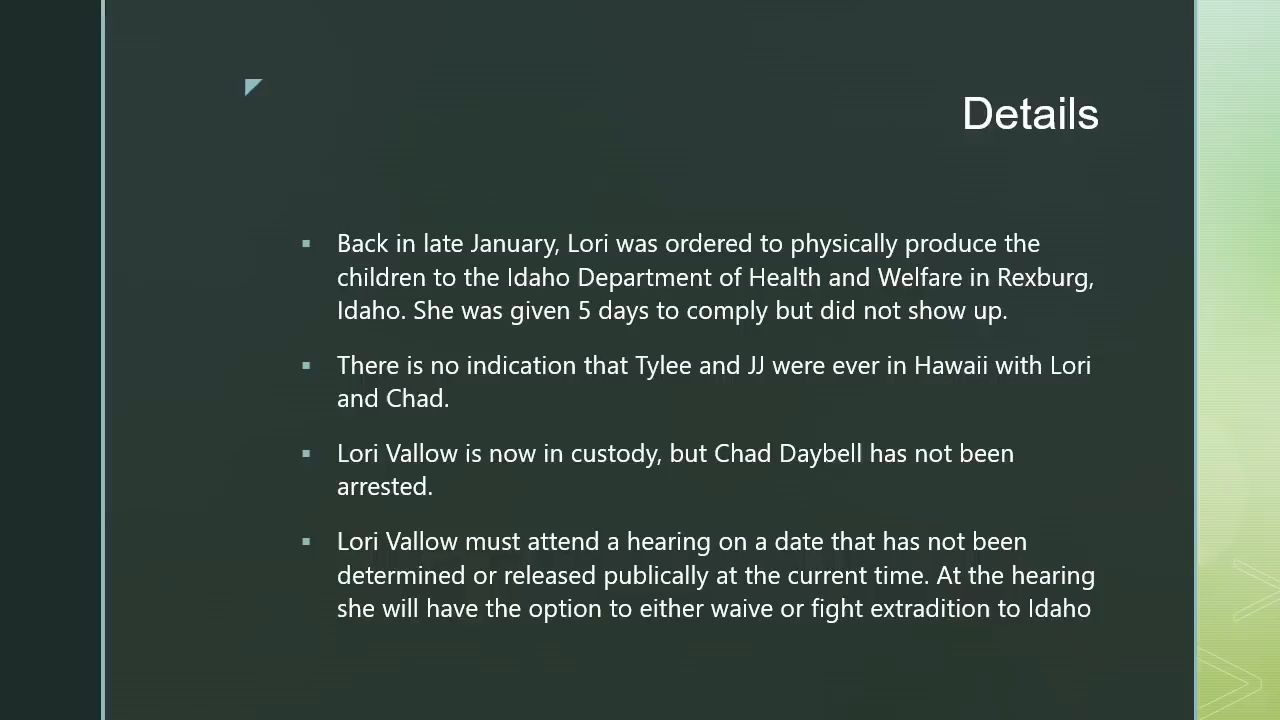 Details
Back in late January, Lori was ordered to physically produce the
children to the Idaho Department of Health and Welfare in Rexburg,
Idaho. She was given 5 days to comply but did not show up.
There is no indication that Tylee and JJ were ever in Hawaii with Lori
and Chad.
Lori Vallow is now in custody, but Chad Daybell has not been
arrested.
Lori Vallow must attend a hearing on a date that has not been
determined or released publically at the current time. At the hearing
she will have the option to either waive or fight extradition to Idaho